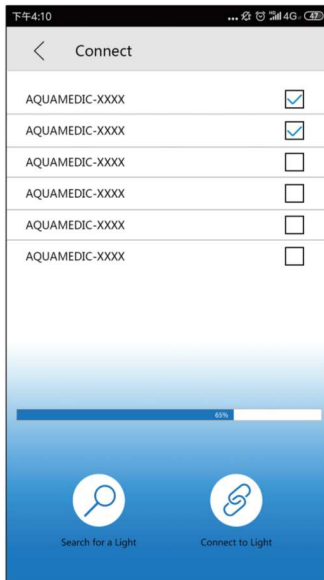 下午4:10 ... 4G 47
Connect
AQUAMEDIC-XXXX
AQUAMEDIC-XXXX
AQUAMEDIC-XXXX
AQUAMEDIC-XXXX
AQUAMEDIC-XXXX
AQUAMEDIC-XXXX
65%
Search for a Light
Connect to Light